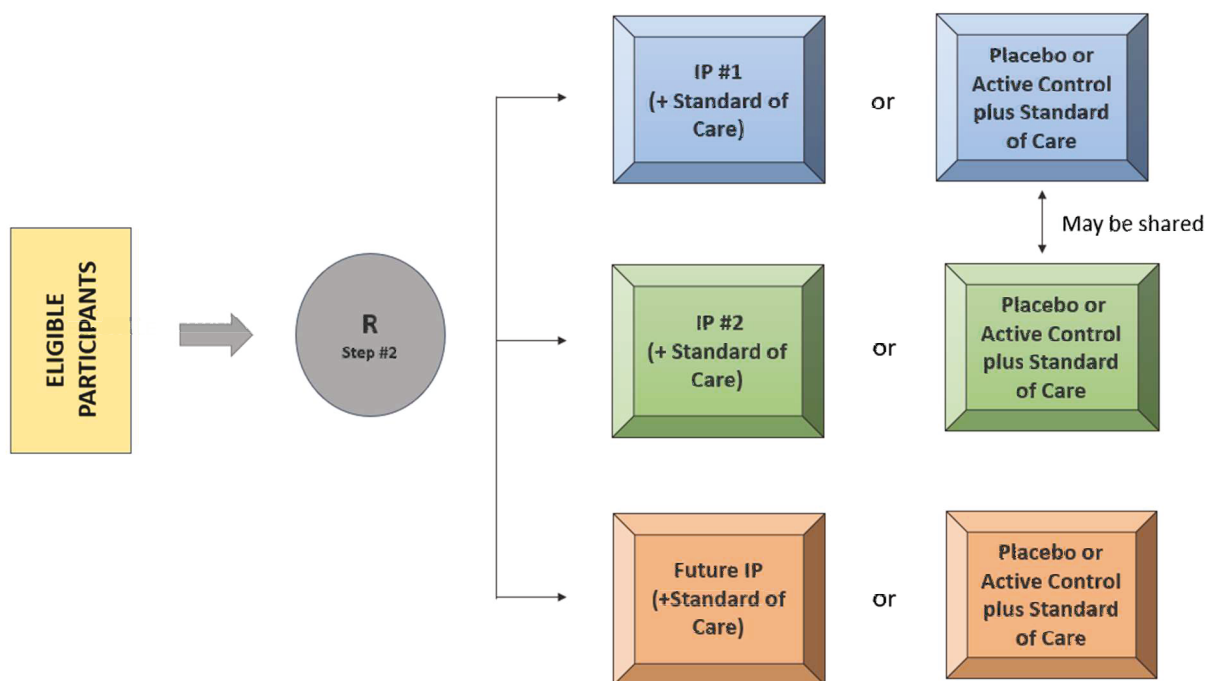 IP #1
(+ Standard of
Care)
or
Placebo or
Active Control
plus Standard
of Care
May be shared
ELIGIBLE
PARTICIPANTS
R
Step #2
IP #2
(+ Standard of
Care)
or
Placebo or
Active Control
plus Standard
of Care
Future IP
(+Standard of
Care)
or
Placebo or
Active Control
plus Standard
of Care